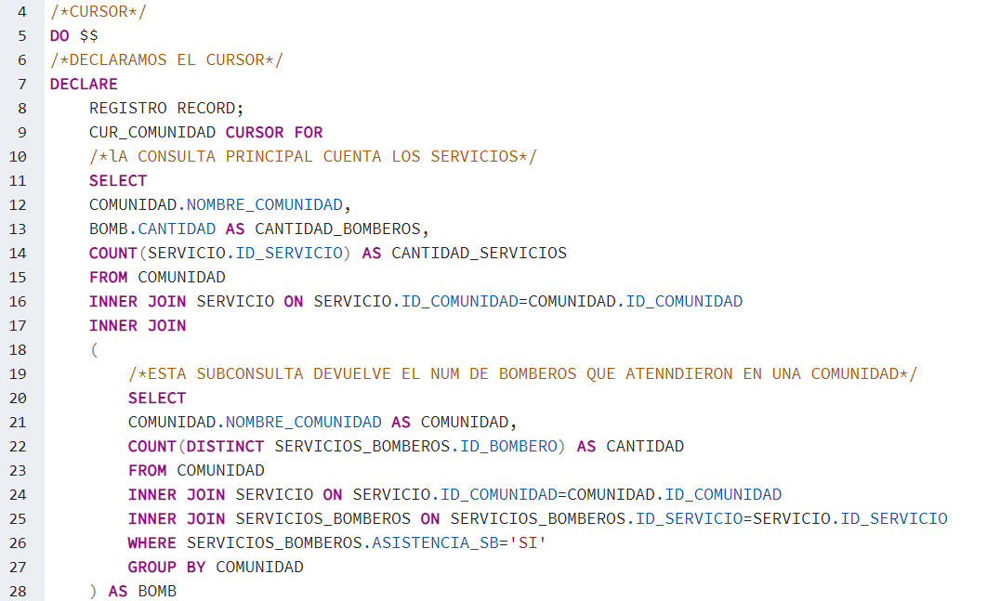 4 /*CURSOR*/
5 DO $$
6 /*DECLARAMOS EL CURSOR*/
7 DECLARE
8 REGISTRO RECORD;
9 CUR_COMUNIDAD CURSOR FOR
10 /*lA CONSULTA PRINCIPAL CUENTA LOS SERVICIOS*/
11 SELECT
12 COMUNIDAD.NOMBRE_COMUNIDAD,
13 BOMB.CANTIDAD AS CANTIDAD_BOMBEROS,
14 COUNT(SERVICIO.ID_SERVICIO) AS CANTIDAD_SERVICIOS
15 FROM COMUNIDAD
16 INNER JOIN SERVICIO ON SERVICIO.ID_COMUNIDAD=COMUNIDAD.ID_COMUNIDAD
17 INNER JOIN
18 (
19 /*ESTA SUBCONSULTA DEVUELVE EL NUM DE BOMBEROS QUE ATENNDIERON EN UNA COMUNIDAD*/
20 SELECT
21 COMUNIDAD.NOMBRE_COMUNIDAD AS COMUNIDAD,
22 COUNT(DISTINCT SERVICIOS_BOMBEROS.ID_BOMBERO) AS CANTIDAD
23 FROM COMUNIDAD
24 INNER JOIN SERVICIO ON SERVICIO.ID_COMUNIDAD=COMUNIDAD.ID_COMUNIDAD
25 INNER JOIN SERVICIOS_BOMBEROS ON SERVICIOS_BOMBEROS.ID_SERVICIO=SERVICIO.ID_SERVICIO
26 WHERE SERVICIOS_BOMBEROS.ASISTENCIA_SB='SI'
27 GROUP BY COMUNIDAD
28 ) AS BOMB